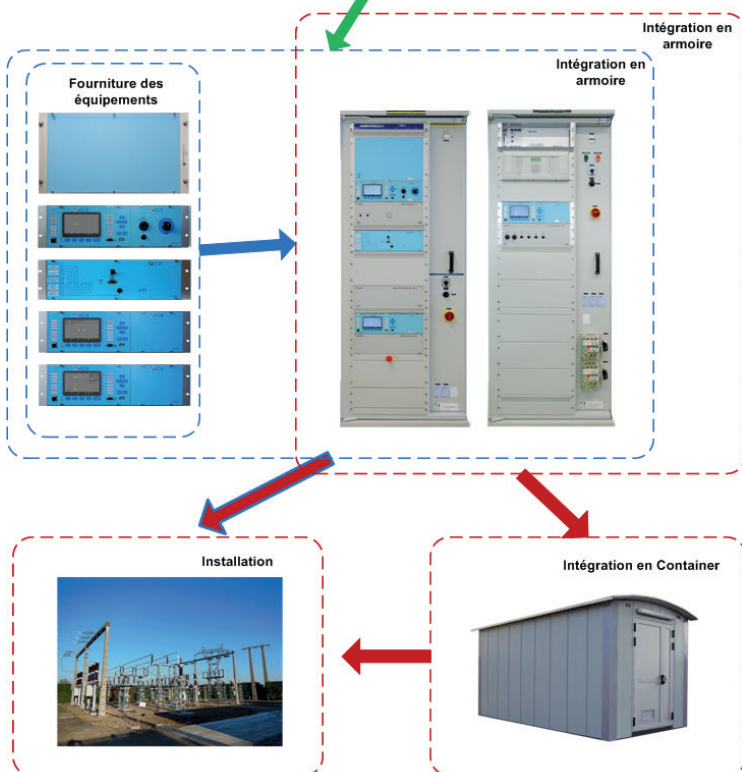 Intégration en
armoire
Intégration en
armoire
Fourniture des
équipements
Installation
Intégration en Container